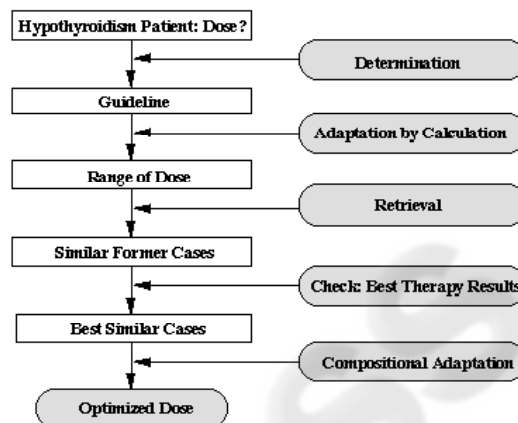 Hypothyroidism Patient: Dose?
Determination
Guideline
Adaptation by Calculation
Range of Dose
Retrieval
Similar Former Cases
Check: Best Therapy Results
Best Similar Cases
Compositional Adaptation
Optimized Dose